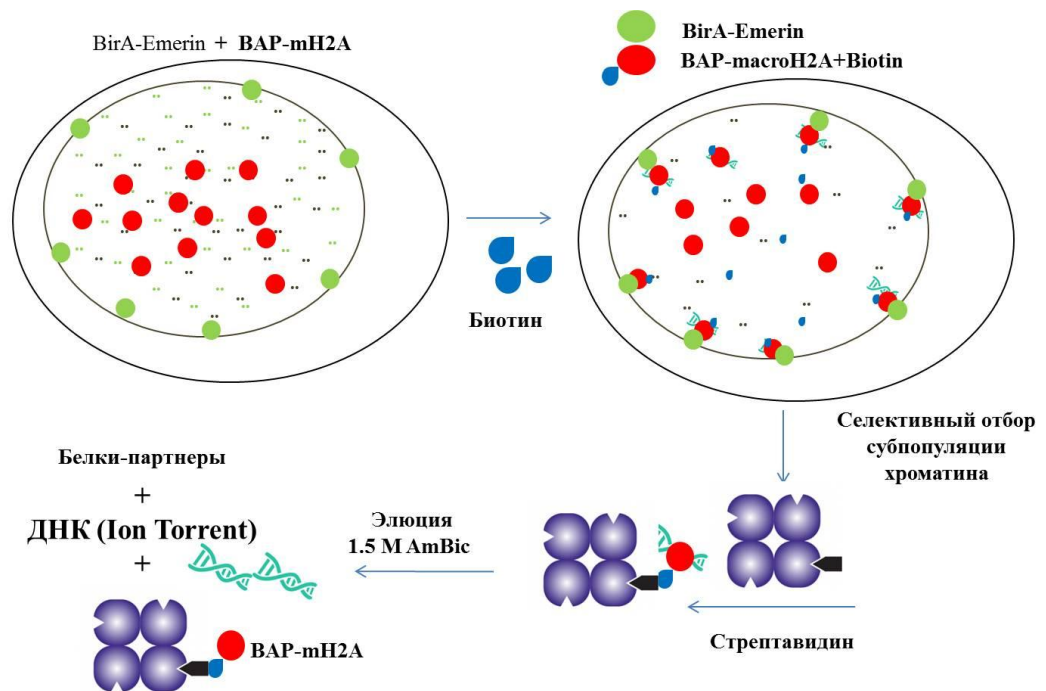 BirA-Emerin + BAP-mH2A
BirA-Emerin
BAP-macroH2A+Biotin
Биотин
Селективный отбор
субпопуляции
хроматина
Стрептавидин
Элюция
1.5 M AmBic
Белки-партнеры
+
ДНК (Ion Torrent)
+
BAP-mH2A